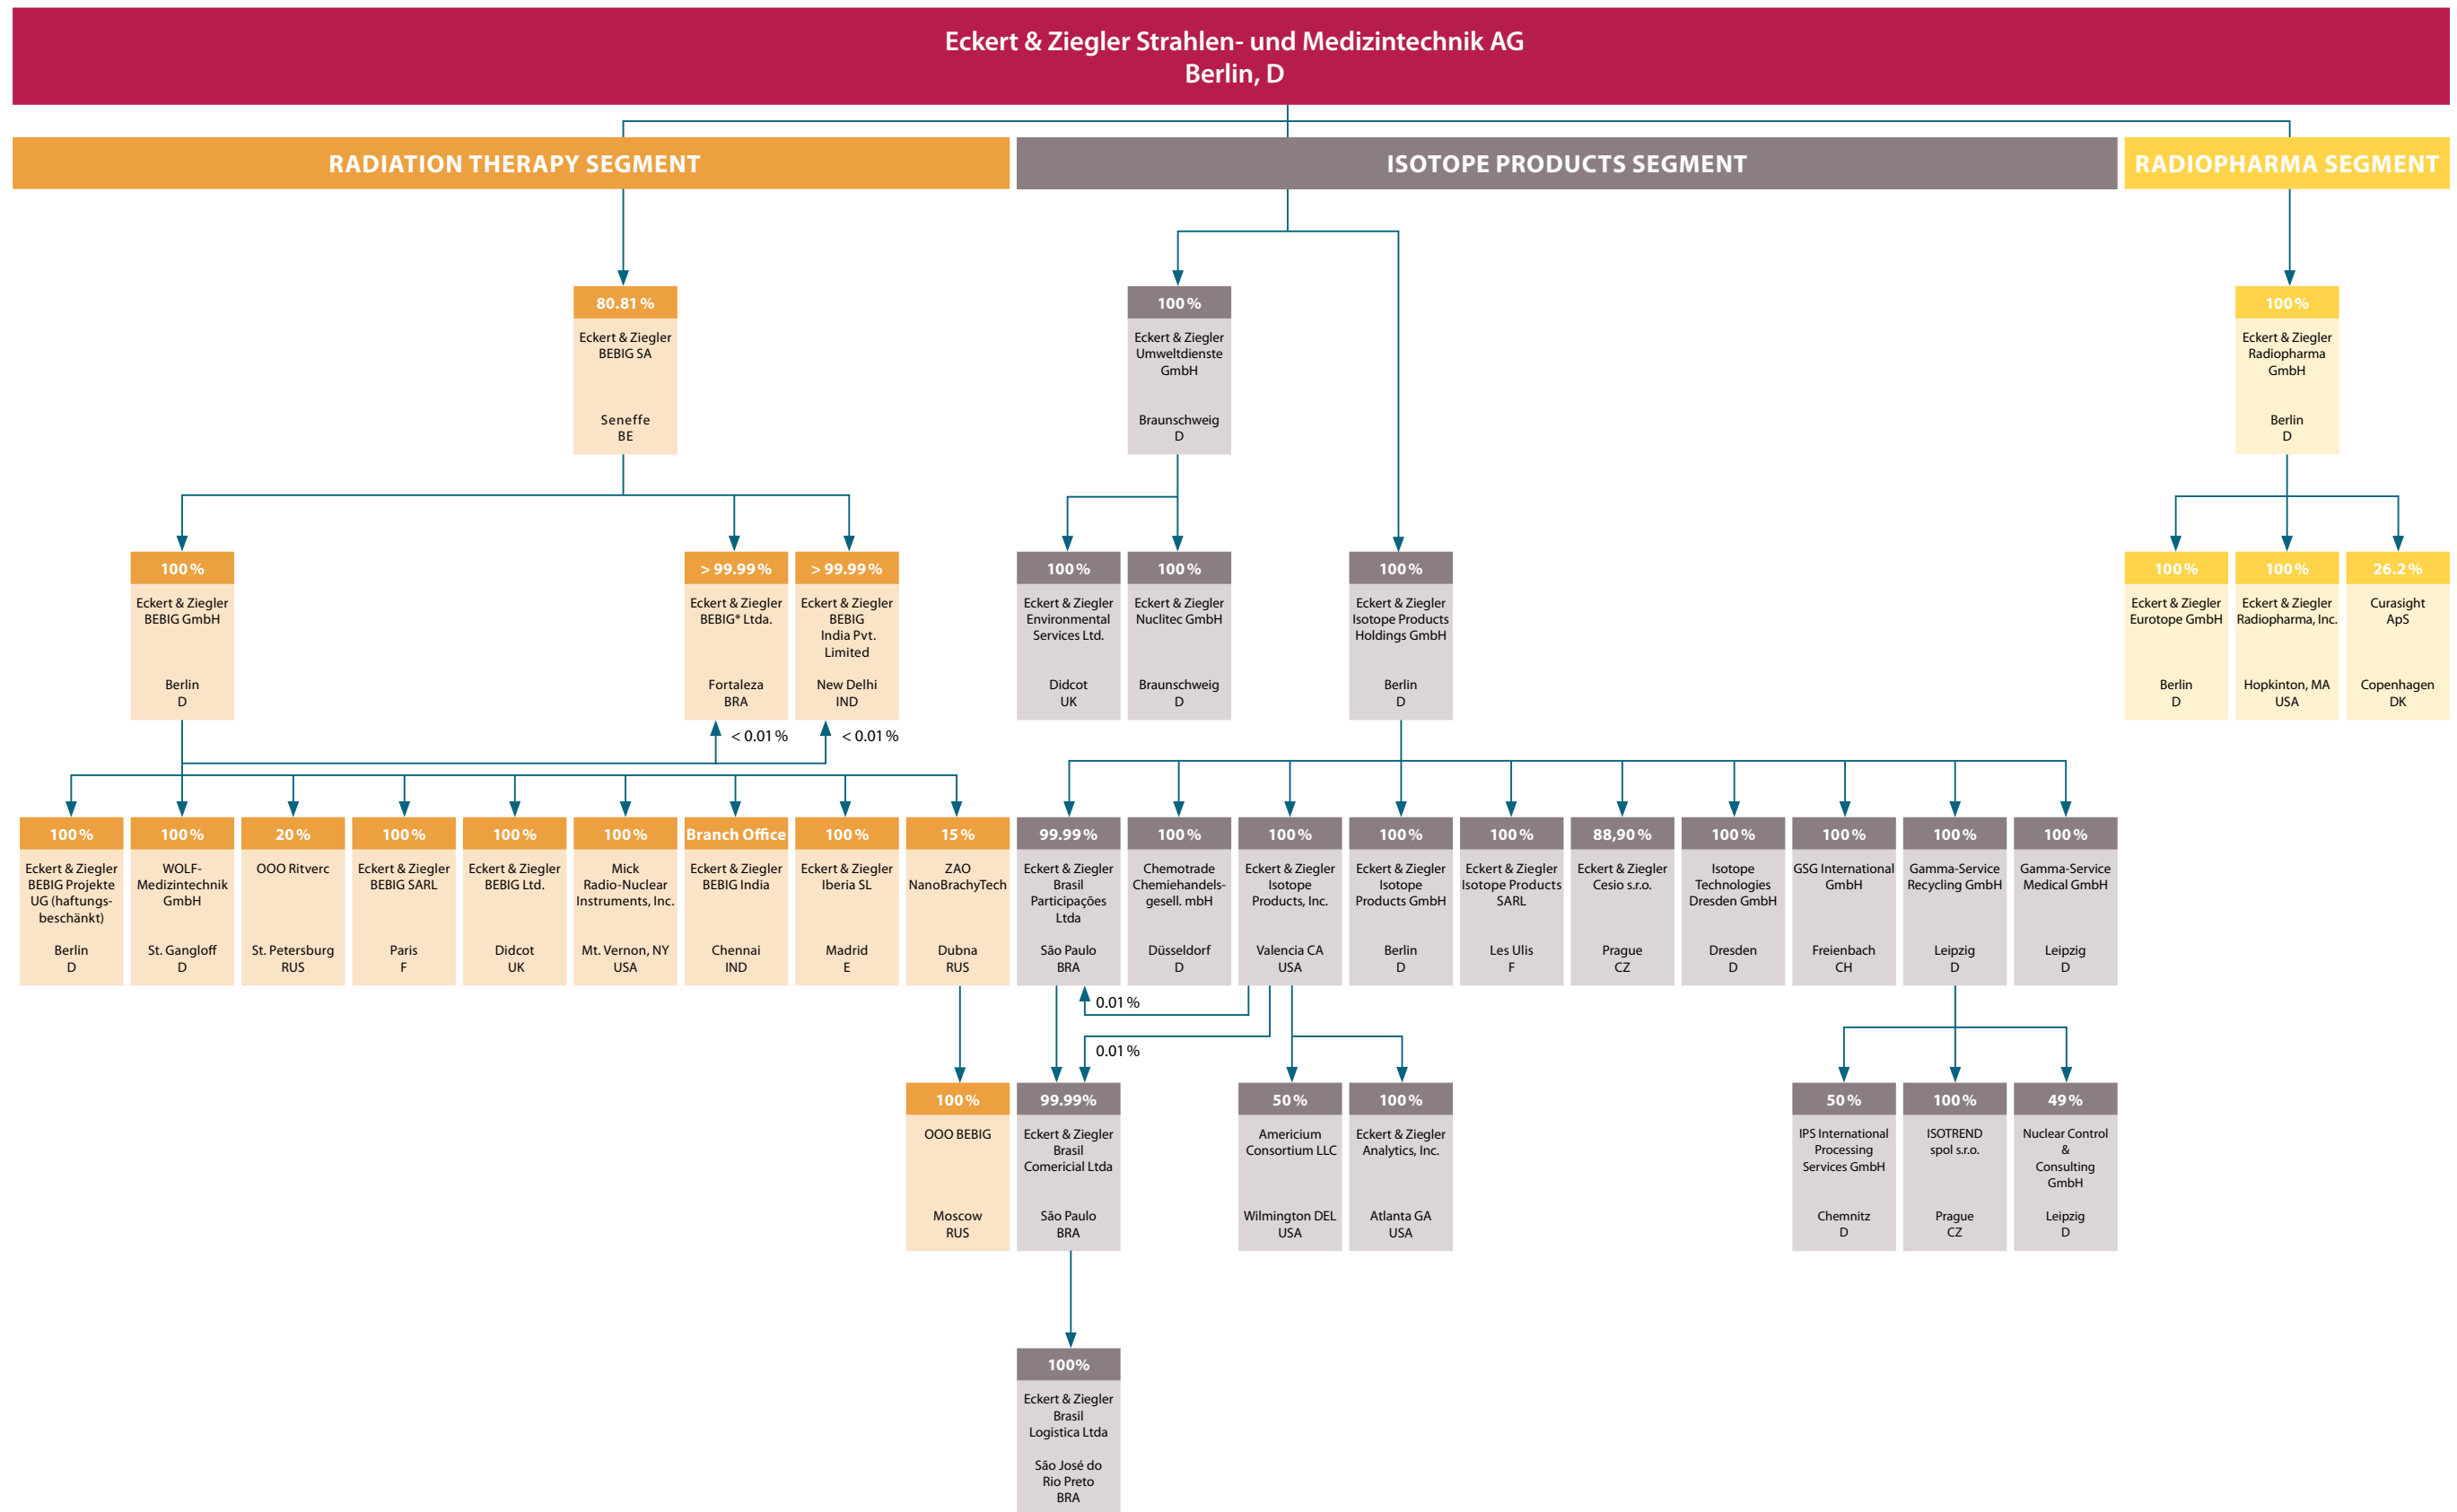 Eckert & Ziegler Strahlen- und Medizintechnik AG
Berlin, D
RADIATION THERAPY SEGMENT
ISOTOPE PRODUCTS SEGMENT
RADIOPHARMA SEGMENT
80.81 %
Eckert & Ziegler
BEBIG SA
Seneffe
BE
100 %
Eckert & Ziegler
Umweltdienste
GmbH
Braunschweig
D
100 %
Eckert & Ziegler
Radiopharma
GmbH
Berlin
D
100 %
Eckert & Ziegler
BEBIG GmbH
Berlin
D
> 99.99 %
Eckert & Ziegler
BEBIG* Ltda.
Fortaleza
BRA
> 99.99 %
Eckert & Ziegler
BEBIG
India Pvt.
Limited
New Delhi
IND
100 %
Eckert & Ziegler
Environmental
Services Ltd.
Didcot
UK
100 %
Eckert & Ziegler
Nuclitec GmbH
Braunschweig
D
100 %
Eckert & Ziegler
Isotope Products
Holdings GmbH
Berlin
D
100 %
Eckert & Ziegler
Eurotope GmbH
Berlin
D
100 %
Eckert & Ziegler
Radiopharma, Inc.
Hopkinton, MA
USA
26.2 %
Curasight
ApS
Copenhagen
DK
< 0.01 %
< 0.01 %
100 %
Eckert & Ziegler
BEBIG Projekte
UG (haftungs-
beschänkt)
Berlin
D
100 %
WOLF-
Medizintechnik
GmbH
St. Gangloff
D
20 %
OOO Ritverc
St. Petersburg
RUS
100 %
Eckert & Ziegler
BEBIG SARL
Paris
F
100 %
Eckert & Ziegler
BEBIG Ltd.
Didcot
UK
100 %
Mick
Radio-Nuclear
Instruments, Inc.
Mt. Vernon, NY
USA
Branch Office
Eckert & Ziegler
BEBIG India
Chennai
IND
100 %
Eckert & Ziegler
Iberia SL
Madrid
E
15 %
ZAO
NanoBrachyTech
Dubna
RUS
99.99 %
Eckert & Ziegler
Brasil
Participações
Ltda
São Paulo
BRA
100 %
Chemotrade
Chemiehandels-
gesell. mbH
Düsseldorf
D
100 %
Eckert & Ziegler
Isotope
Products, Inc.
Valencia CA
USA
100 %
Eckert & Ziegler
Isotope
Products GmbH
Berlin
D
100 %
Eckert & Ziegler
Isotope Products
SARL
Les Ulis
F
88,90 %
Eckert & Ziegler
Cesio s.r.o.
Prague
CZ
100 %
Isotope
Technologies
Dresden GmbH
Dresden
D
100 %
GSG International
GmbH
Freienbach
CH
100 %
Gamma-Service
Recycling GmbH
Leipzig
D
100 %
Gamma-Service
Medical GmbH
Leipzig
D
0.01 %
0.01 %
100 %
OOO BEBIG
Moscow
RUS
99.99%
Eckert & Ziegler
Brasil
Comericial Ltda
São Paulo
BRA
50 %
Americium
Consortium LLC
Wilmington DEL
USA
100 %
Eckert & Ziegler
Analytics, Inc.
Atlanta GA
USA
50 %
IPS International
Processing
Services GmbH
Chemnitz
D
100 %
ISOTREND
spol s.r.o.
Prague
CZ
49 %
Nuclear Control
&
Consulting
GmbH
Leipzig
D
100%
Eckert & Ziegler
Brasil
Logistica Ltda
São José do
Rio Preto
BRA